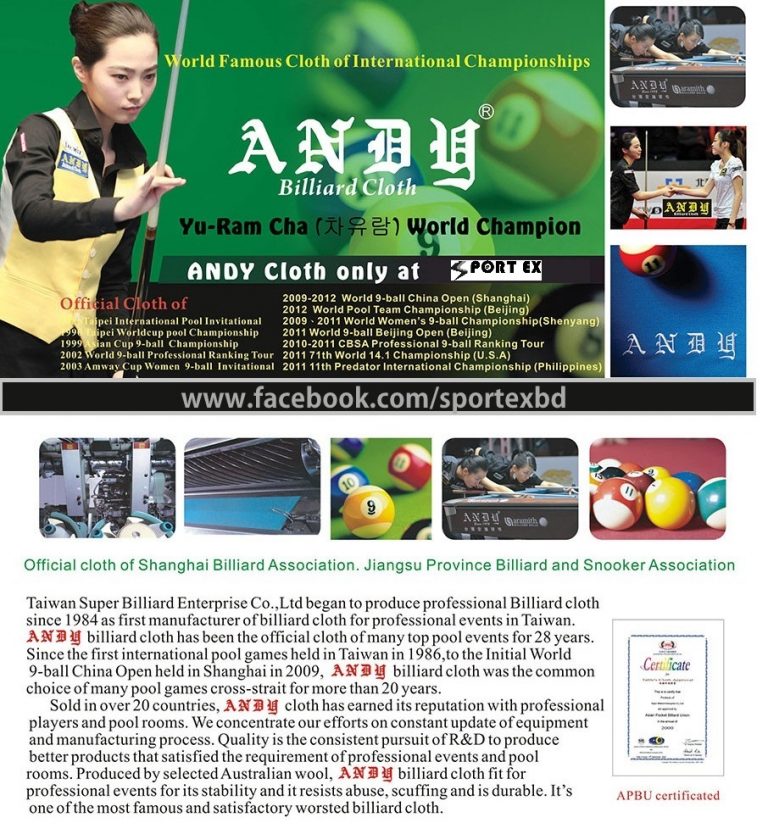 World Famous Cloth of International Championships
ANDY®
Billiard Cloth
Yu-Ram Cha (차유람) World Champion
ANDY Cloth only at SPORT EX
Official Cloth of
Taipei International Pool Invitational
Taipei Worldcup pool Championship
1999 Asian Cup 9-ball Championship
2002 World 9-ball Professional Ranking Tour
2003 Amway Cup Women 9-ball Invitational
2009-2012 World 9-ball China Open (Shanghai)
2012 World Pool Team Championship (Beijing)
2009、2011 World Women's 9-ball Championship(Shenyang)
2011 World 9-ball Beijing Open (Beijing)
2010-2011 CBSA Professional 9-ball Ranking Tour
2011 71th World 14.1 Championship (U.S.A)
2011 11th Predator International Championship (Philippines)
9
ANDY
Aramith
ANDY
11
ANDY
www.facebook.com/sportexbd
10
9
ANDY
Aramith
11
Official cloth of Shanghai Billiard Association. Jiangsu Province Billiard and Snooker Association
Taiwan Super Billiard Enterprise Co.,Ltd began to produce professional Billiard cloth
since 1984 as first manufacturer of billiard cloth for professional events in Taiwan.
ANDY billiard cloth has been the official cloth of many top pool events for 28 years.
Since the first international pool games held in Taiwan in 1986,to the Initial World
9-ball China Open held in Shanghai in 2009, ANDY billiard cloth was the common
choice of many pool games cross-strait for more than 20 years.
Sold in over 20 countries, ANDY cloth has earned its reputation with professional
players and pool rooms. We concentrate our efforts on constant update of equipment
and manufacturing process. Quality is the consistent pursuit of R&D to produce
better products that satisfied the requirement of professional events and pool
rooms. Produced by selected Australian wool, ANDY billiard cloth fit for
professional events for its stability and it resists abuse, scuffing and is durable. It's
one of the most famous and satisfactory worsted billiard cloth.
Certificate
Asian Pocket Billiard Union
2000
APBU certificated